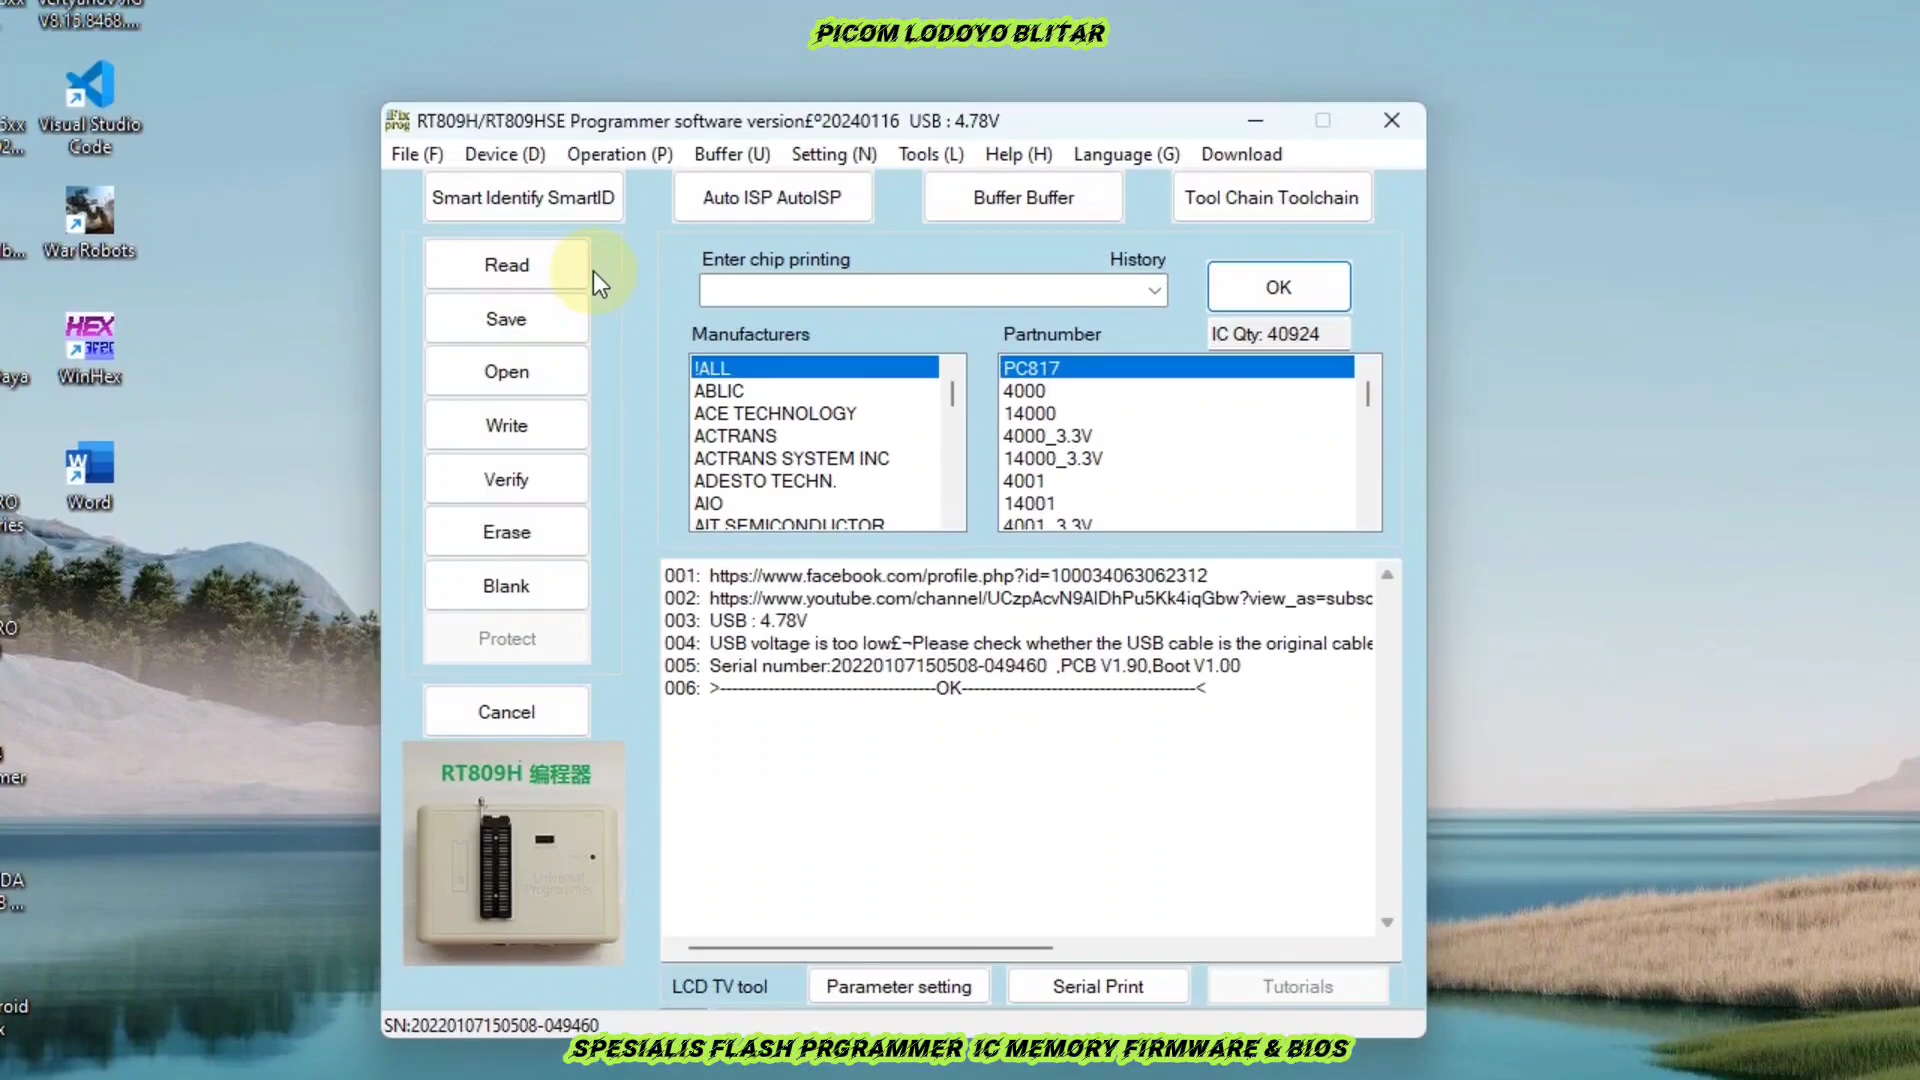 PICOM LODOYO BLITAR
V8.15.8468....
Visual Studio
Code
War Robots
WinHex
Word
RT809H/RT809HSE Programmer software version£º20240116 USB : 4.78V
File (F) Device (D) Operation (P) Buffer (U) Setting (N) Tools (L) Help (H) Language (G) Download
Smart Identify SmartID Auto ISP AutoISP Buffer Buffer Tool Chain Toolchain
Read
Save
Open
Write
Verify
Erase
Blank
Protect
Cancel
Enter chip printing History
OK
IC Qty: 40924
Manufacturers
!ALL
ABLIC
ACE TECHNOLOGY
ACTRANS
ACTRANS SYSTEM INC
ADESTO TECHN.
AIO
AIT SEMICONDUCTOR
Partnumber
PC817
4000
14000
4000_3.3V
14000_3.3V
4001
14001
4001_3.3V
001: https://www.facebook.com/profile.php?id=100034063062312
002: https://www.youtube.com/channel/UCzpAcvN9AIDhPu5Kk4iqGbw?view_as=subsc
003: USB : 4.78V
004: USB voltage is too low£¬Please check whether the USB cable is the original cable
005: Serial number:20220107150508-049460 ,PCB V1.90,Boot V1.00
006: >-------------------------------------OK----------------------------------------<
RT809H 编程器
Universal
Programmer
LCD TV tool Parameter setting Serial Print Tutorials
SN:20220107150508-049460
SPESIALIS FLASH PRGRAMMER IC MEMORY FIRMWARE & BIOS